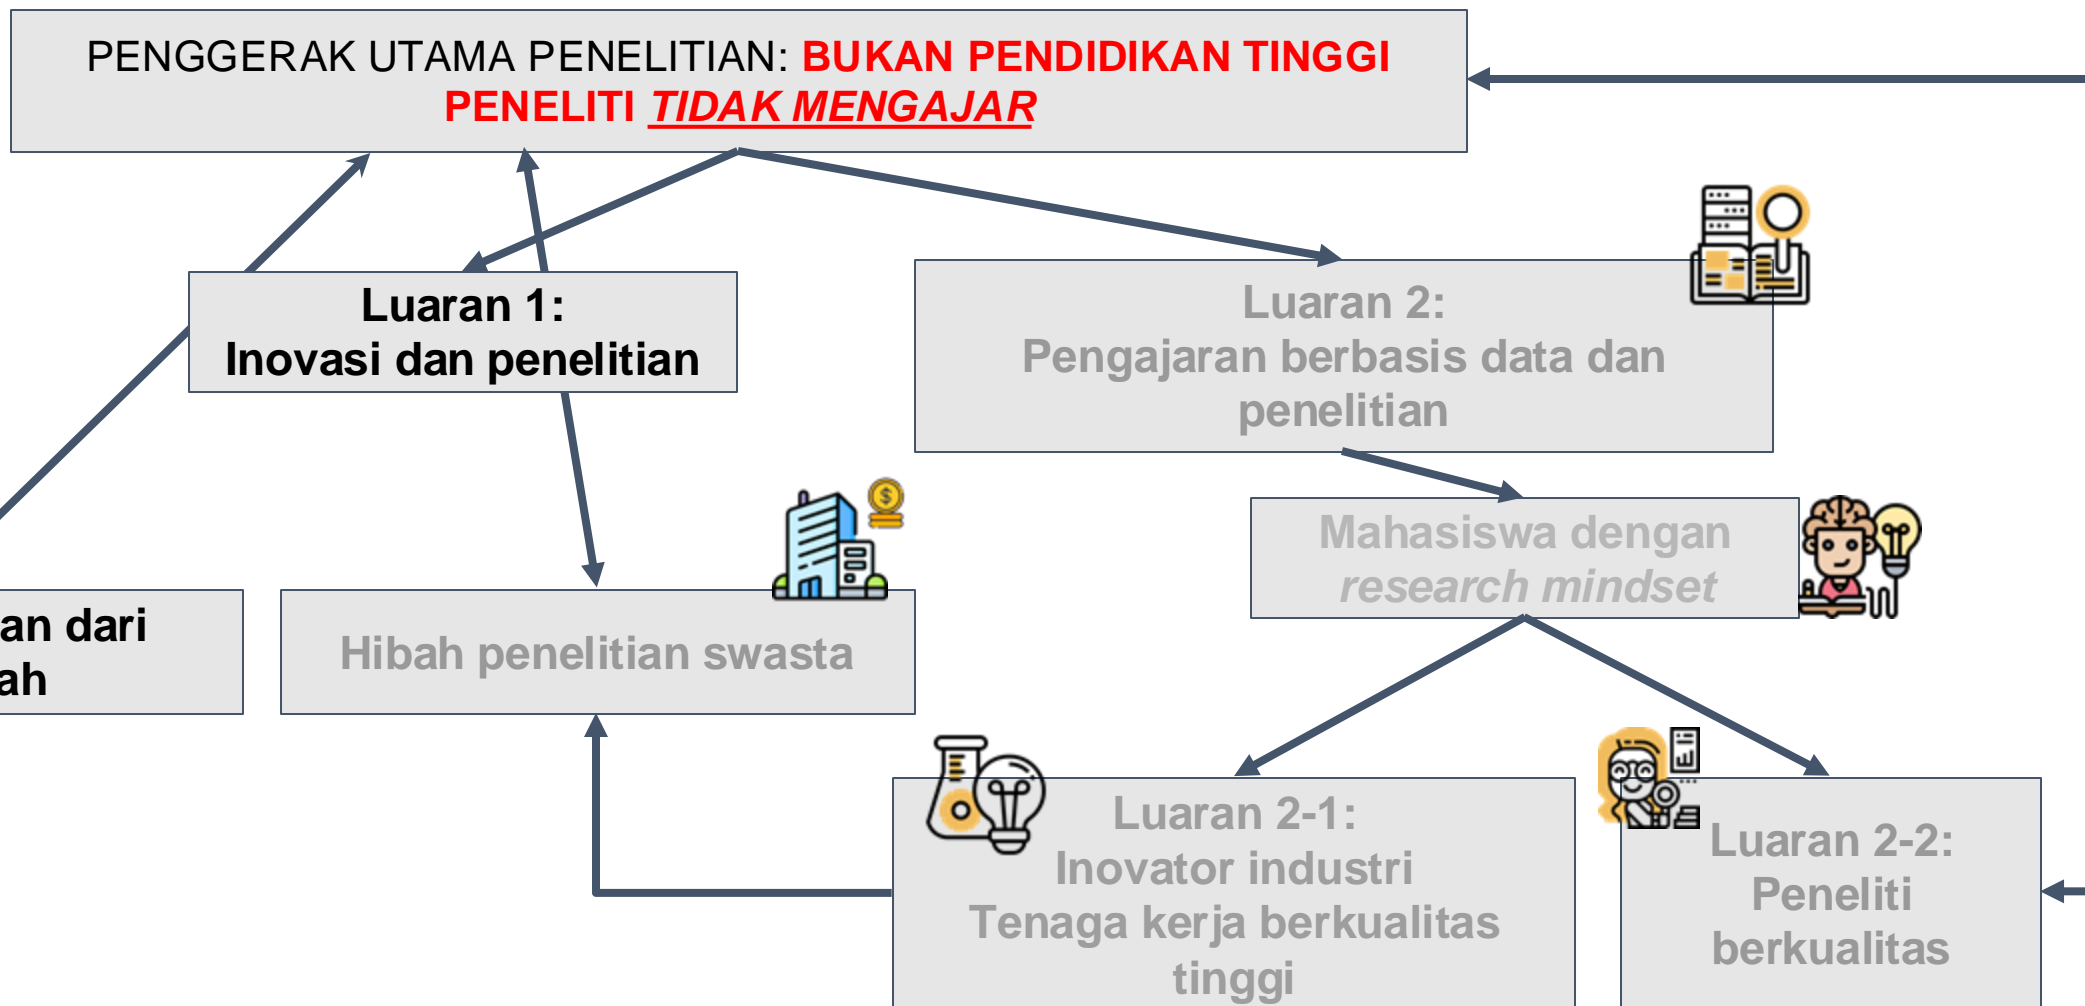 PENGGERAK UTAMA PENELITIAN: BUKAN PENDIDIKAN TINGGI
PENELITI TIDAK MENGAJAR
Luaran 1:
Inovasi dan penelitian
Luaran 2:
Pengajaran berbasis data dan
penelitian
Mahasiswa dengan
research mindset
an dari
ah
Hibah penelitian swasta
Luaran 2-1:
Inovator industri
Tenaga kerja berkualitas
tinggi
Luaran 2-2:
Peneliti
berkualitas